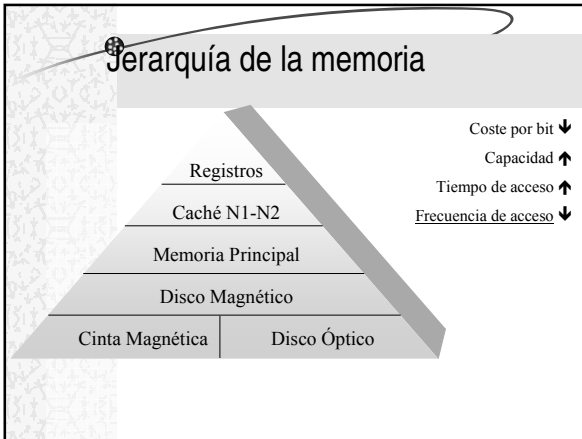 Jerarquía de la memoria
Coste por bit 🡻
Capacidad 🡹
Tiempo de acceso 🡹
Frecuencia de acceso 🡻
Registros
Caché N1-N2
Memoria Principal
Disco Magnético
Cinta Magnética
Disco Óptico